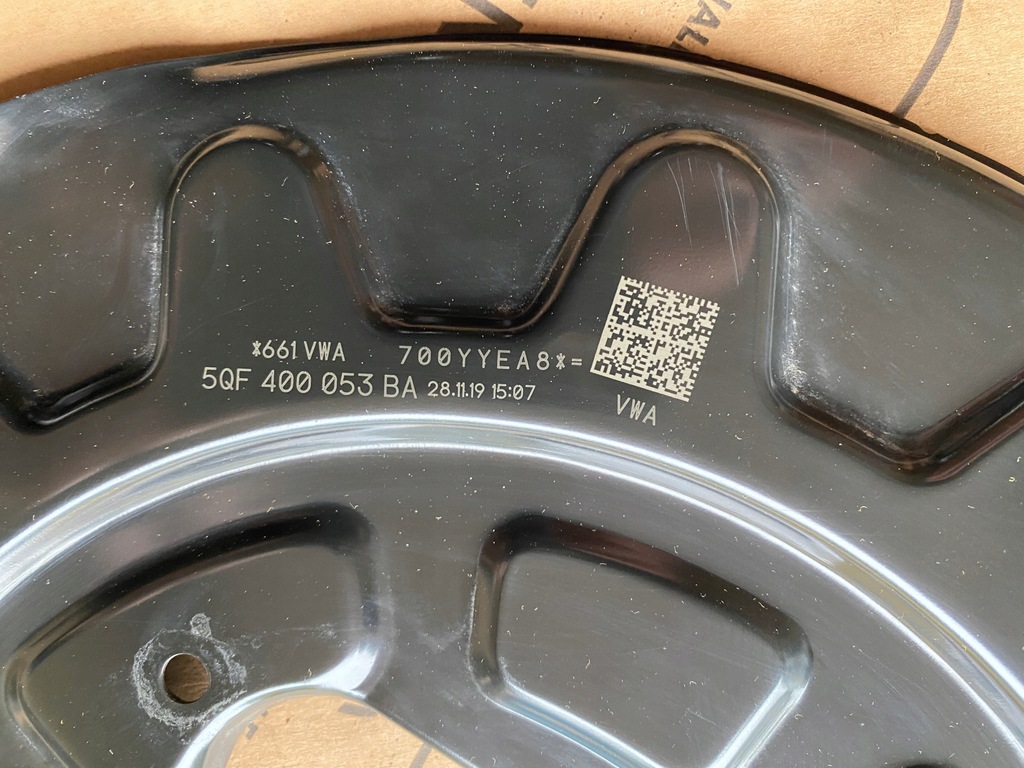 *661 VWA 700YYEA8*=
5QF 400 053 BA 28.11.19 15:07
VWA